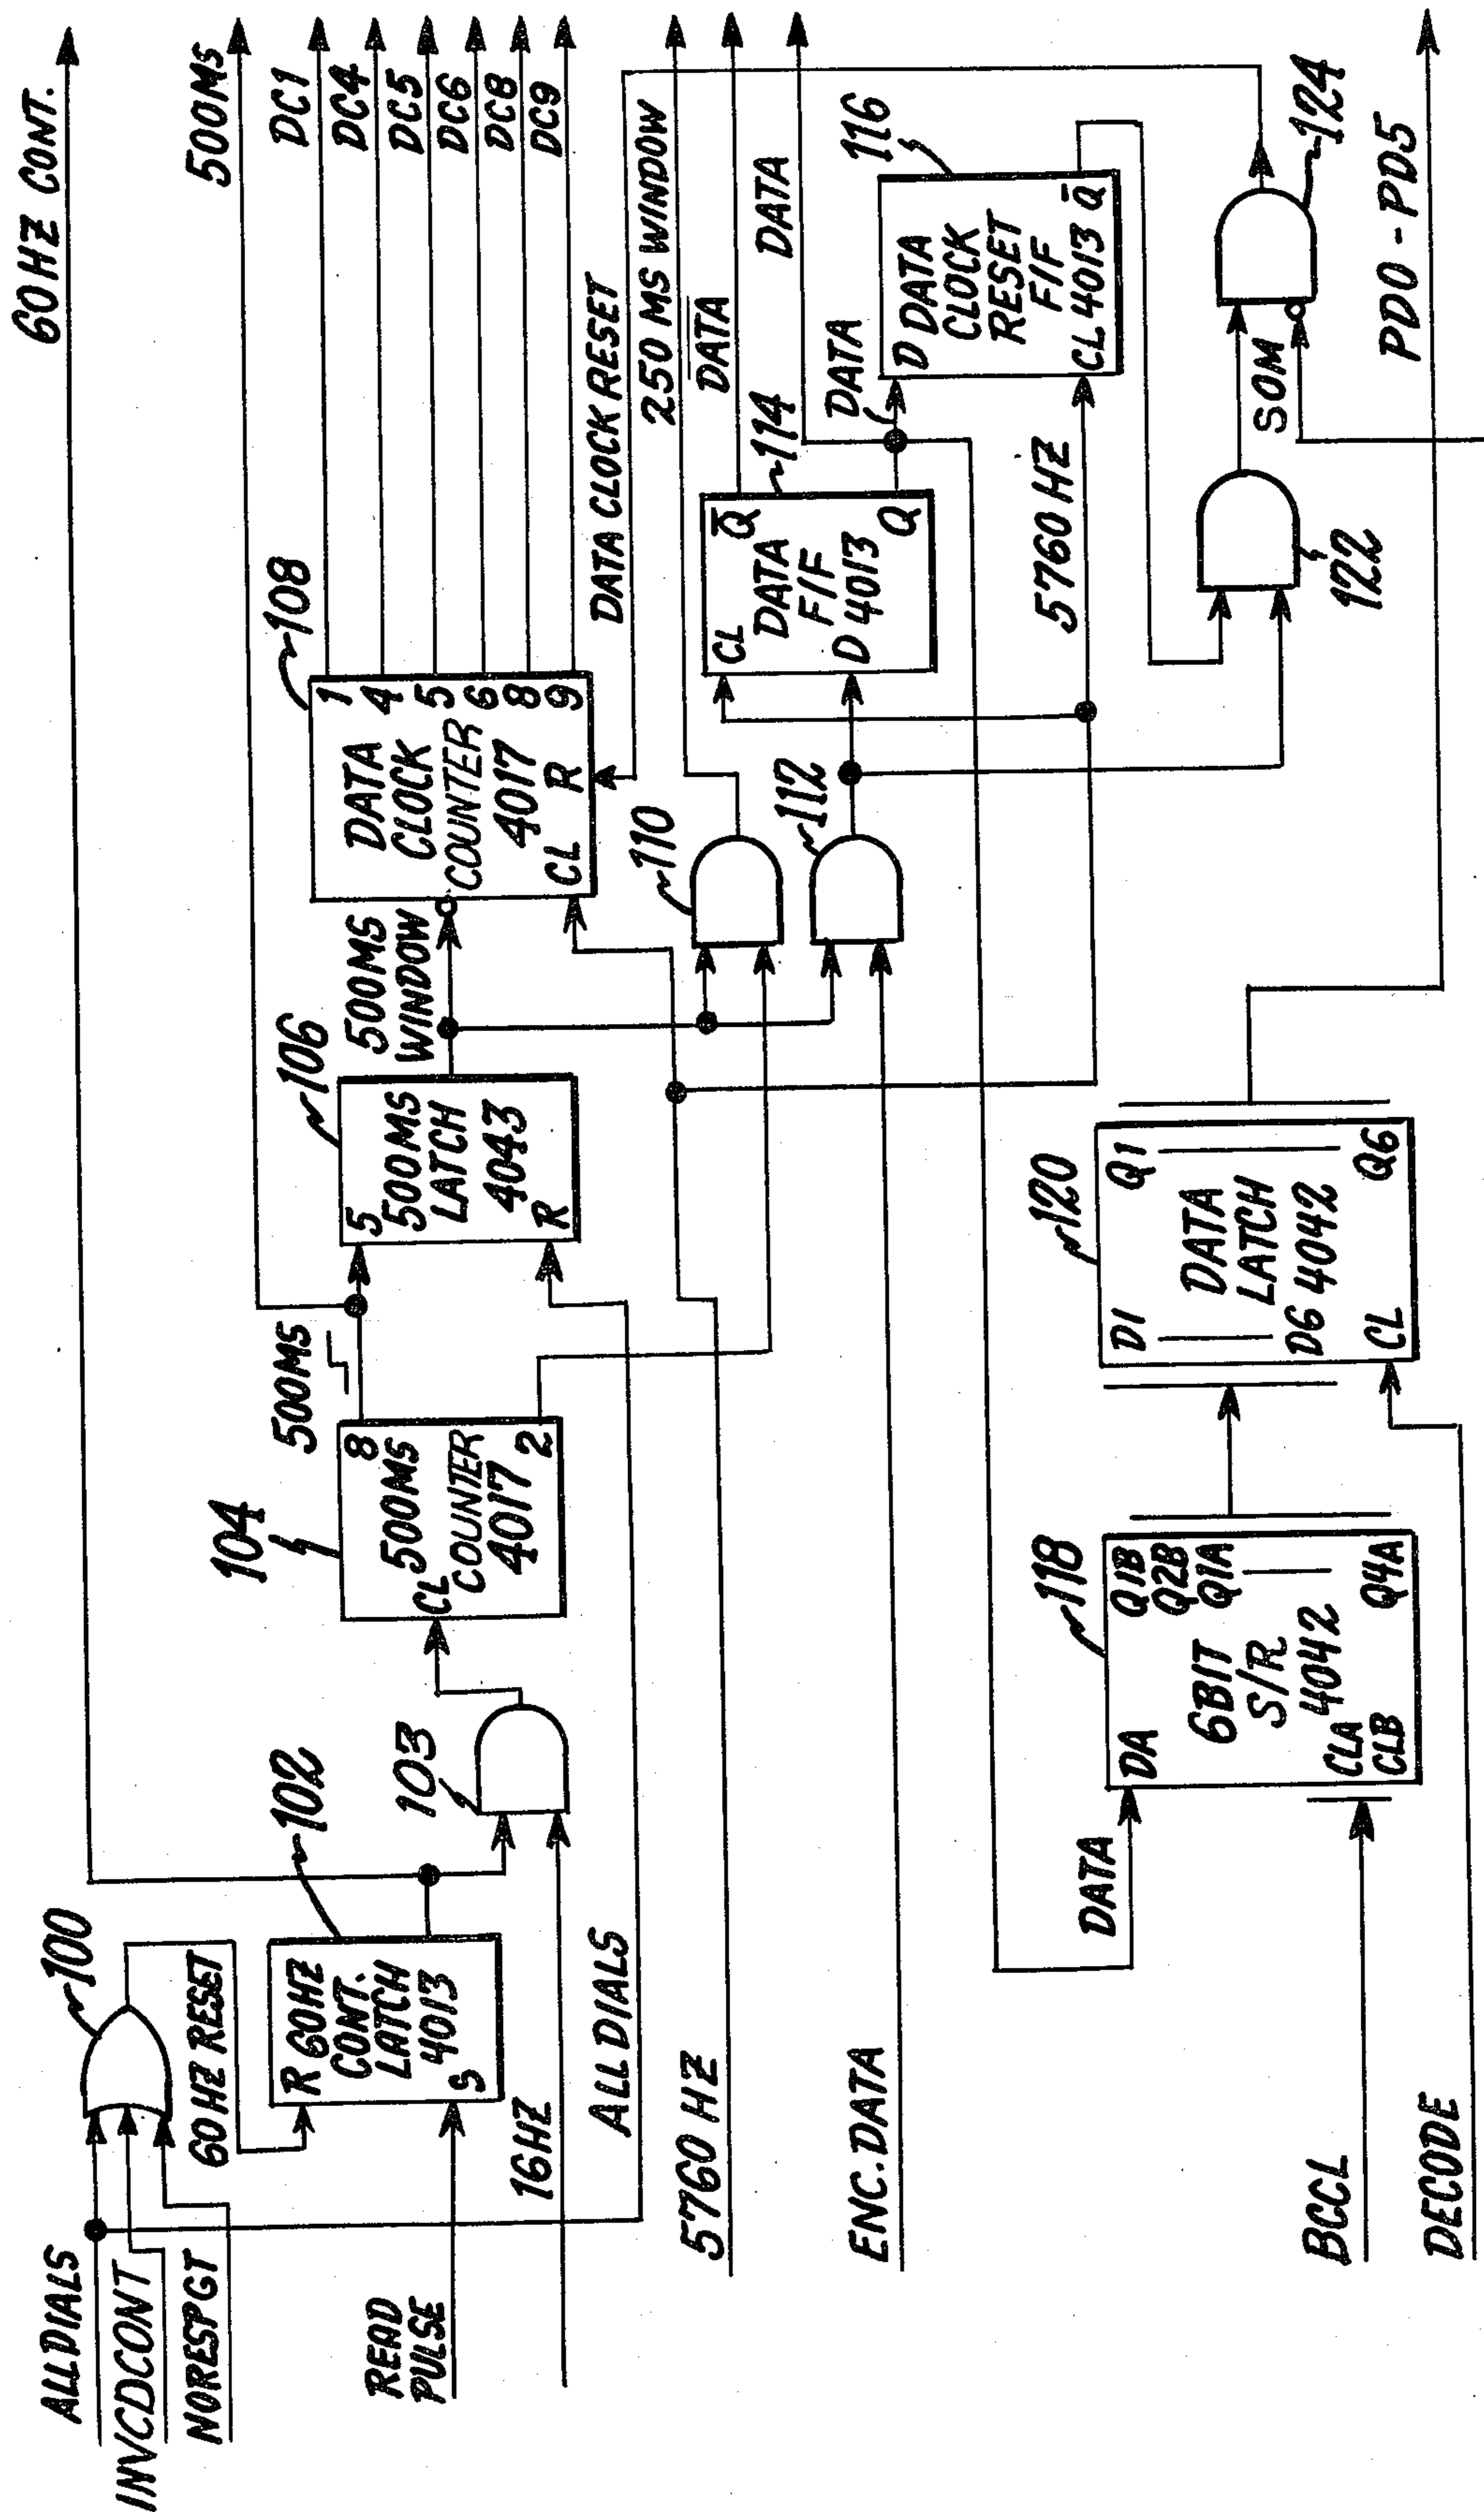 60 HZ CONT.
500MS
DC1
DC4
DC5
DC6
DC8
DC9
DATA CLOCK RESET
250 MS WINDOW
DATA
DATA
ALLDIALS
INVCDCONT
NORESPGT
100
60 HZ RESET
102
R 60HZ
CONT.
LATCH
4013
S
READ
PULSE
16HZ
103
ALLDIALS
104
8
500MS
CL
COUNTER
4017 2
500MS
106
5
500MS
LATCH
4043
R
500MS
WINDOW
108
DATA
CLOCK
COUNTER
4017
CL R
1
4
5
6
8
9
110
112
5760 HZ
ENC. DATA
114
CL Q
DATA
F/F
D 4013 Q
DATA
116
D DATA
CLOCK
RESET
F/F
CL 4013 Q
5760 HZ
122
SOM
124
PD0 - PD5
DATA
118
DA
6BIT
S/R
4042
CLA
CLB
Q1B
Q2B
Q1A
Q4A
BCCL
DECODE
120
D1 Q1
DATA
LATCH
D6 4042
CL Q6